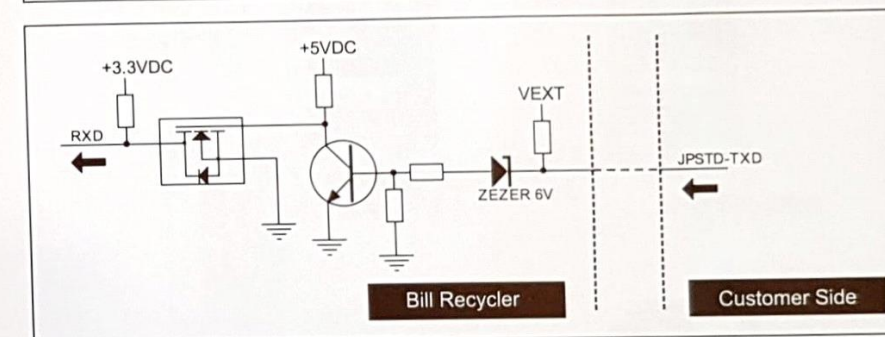 +5VDC
+3.3VDC
VEXT
RXD
JPSTD-TXD
ZEZER 6V
Bill Recycler
Customer Side